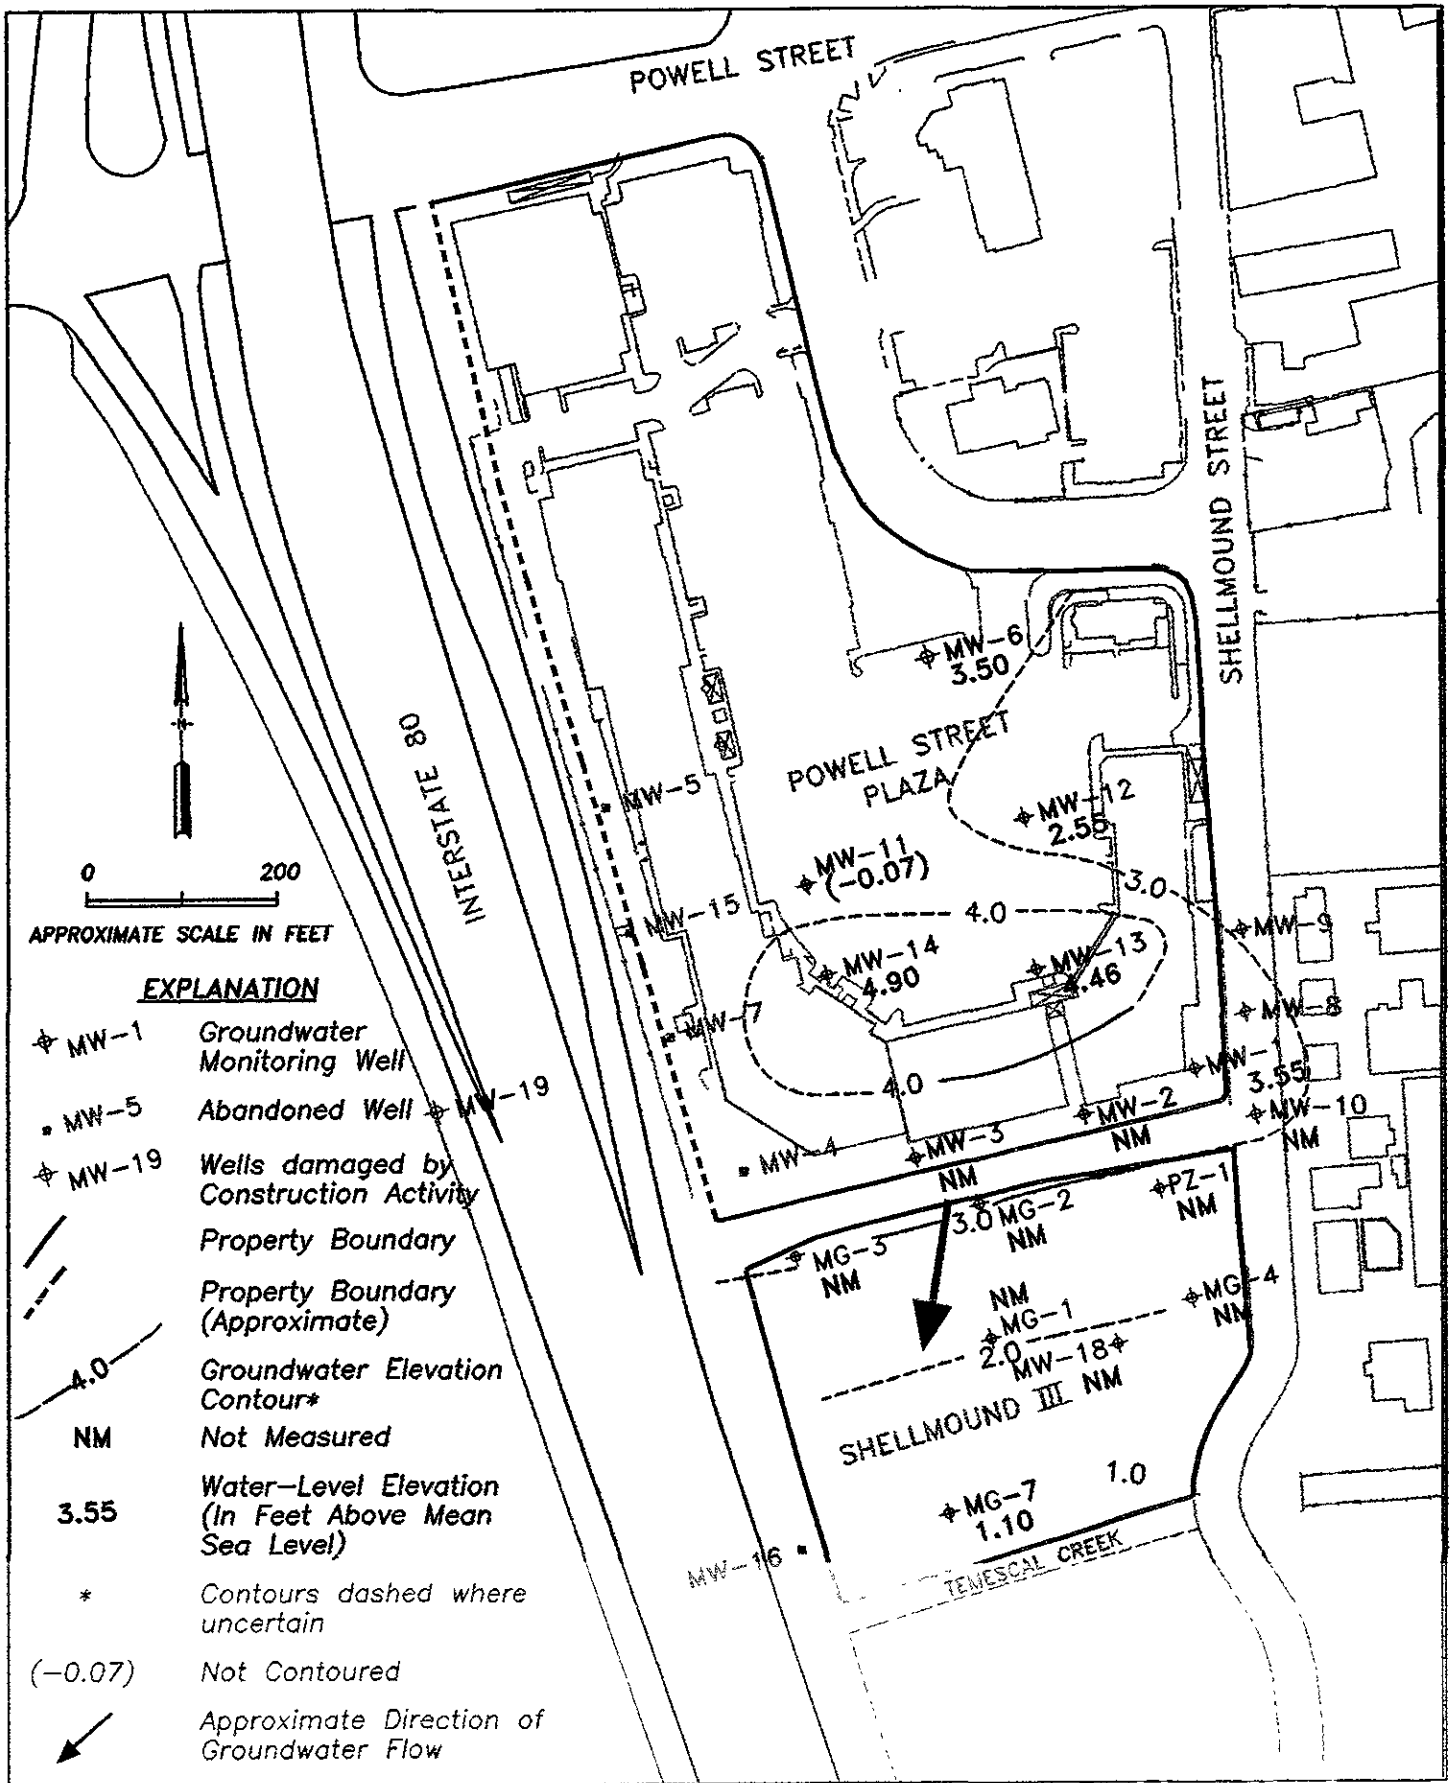 POWELL STREET
SHELLMOUND STREET
INTERSTATE 80
MW-6
3.50
POWELL STREET
PLAZA
MW-5
MW-12
2.55
MW-11
(-0.07)
3.0
MW-15
4.0
MW-9
MW-14
4.90
MW-13
4.46
MW-7
MW-8
4.0
MW-1
3.55
MW-19
MW-2
NM
MW-10
NM
MW-4
MW-3
NM
PZ-1
NM
3.0
MG-2
NM
MG-3
NM
MG-4
NM
NM
MG-1
2.0
MW-18
NM
SHELLMOUND III
1.0
MG-7
1.10
MW-16
TEMESCAL CREEK
0 200
APPROXIMATE SCALE IN FEET
EXPLANATION
MW-1 Groundwater
Monitoring Well
MW-5 Abandoned Well
MW-19 Wells damaged by
Construction Activity
Property Boundary
Property Boundary
(Approximate)
4.0 Groundwater Elevation
Contour*
NM Not Measured
3.55 Water-Level Elevation
(In Feet Above Mean
Sea Level)
* Contours dashed where
uncertain
(-0.07) Not Contoured
Approximate Direction of
Groundwater Flow